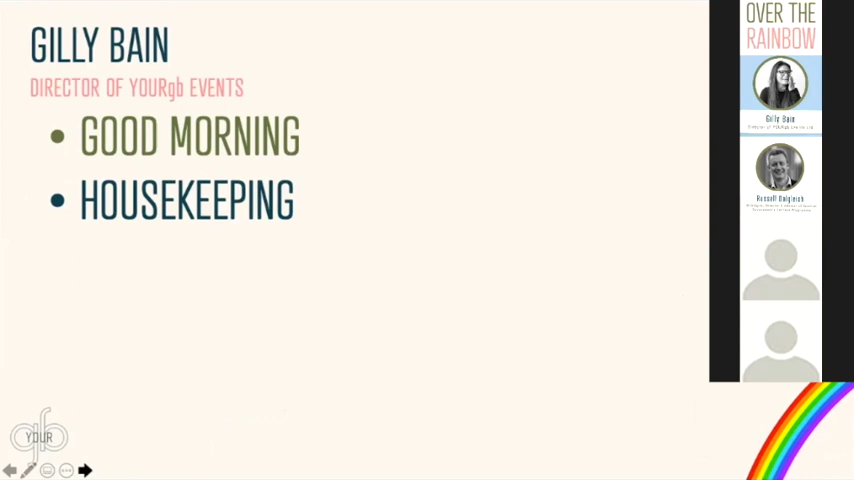 GILLY BAIN
DIRECTOR OF YOURgb EVENTS
• GOOD MORNING
• HOUSEKEEPING
OVER THE
RAINBOW
Gilly Bain
Director of YOURgb Events Ltd
Russell Dalgleish
YOUR
gb